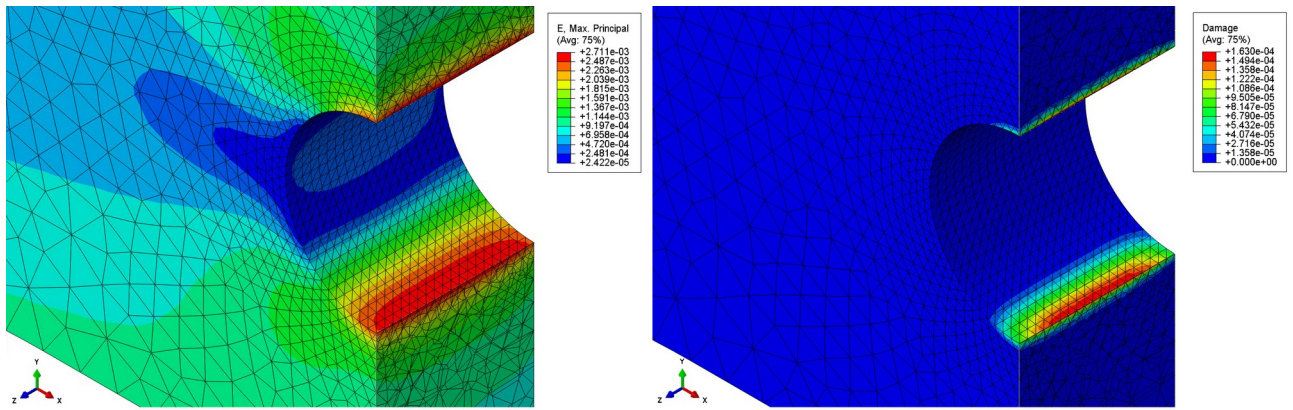 E, Max. Principal
(Avg: 75%)
+2.711e-03
+2.487e-03
+2.263e-03
+2.039e-03
+1.815e-03
+1.591e-03
+1.367e-03
+1.144e-03
+9.197e-04
+6.958e-04
+4.720e-04
+2.481e-04
+2.422e-05
Y
Z
X
Damage
(Avg: 75%)
+1.630e-04
+1.494e-04
+1.358e-04
+1.222e-04
+1.086e-04
+9.505e-05
+8.147e-05
+6.790e-05
+5.432e-05
+4.074e-05
+2.716e-05
+1.358e-05
+0.000e+00
Y
Z
X